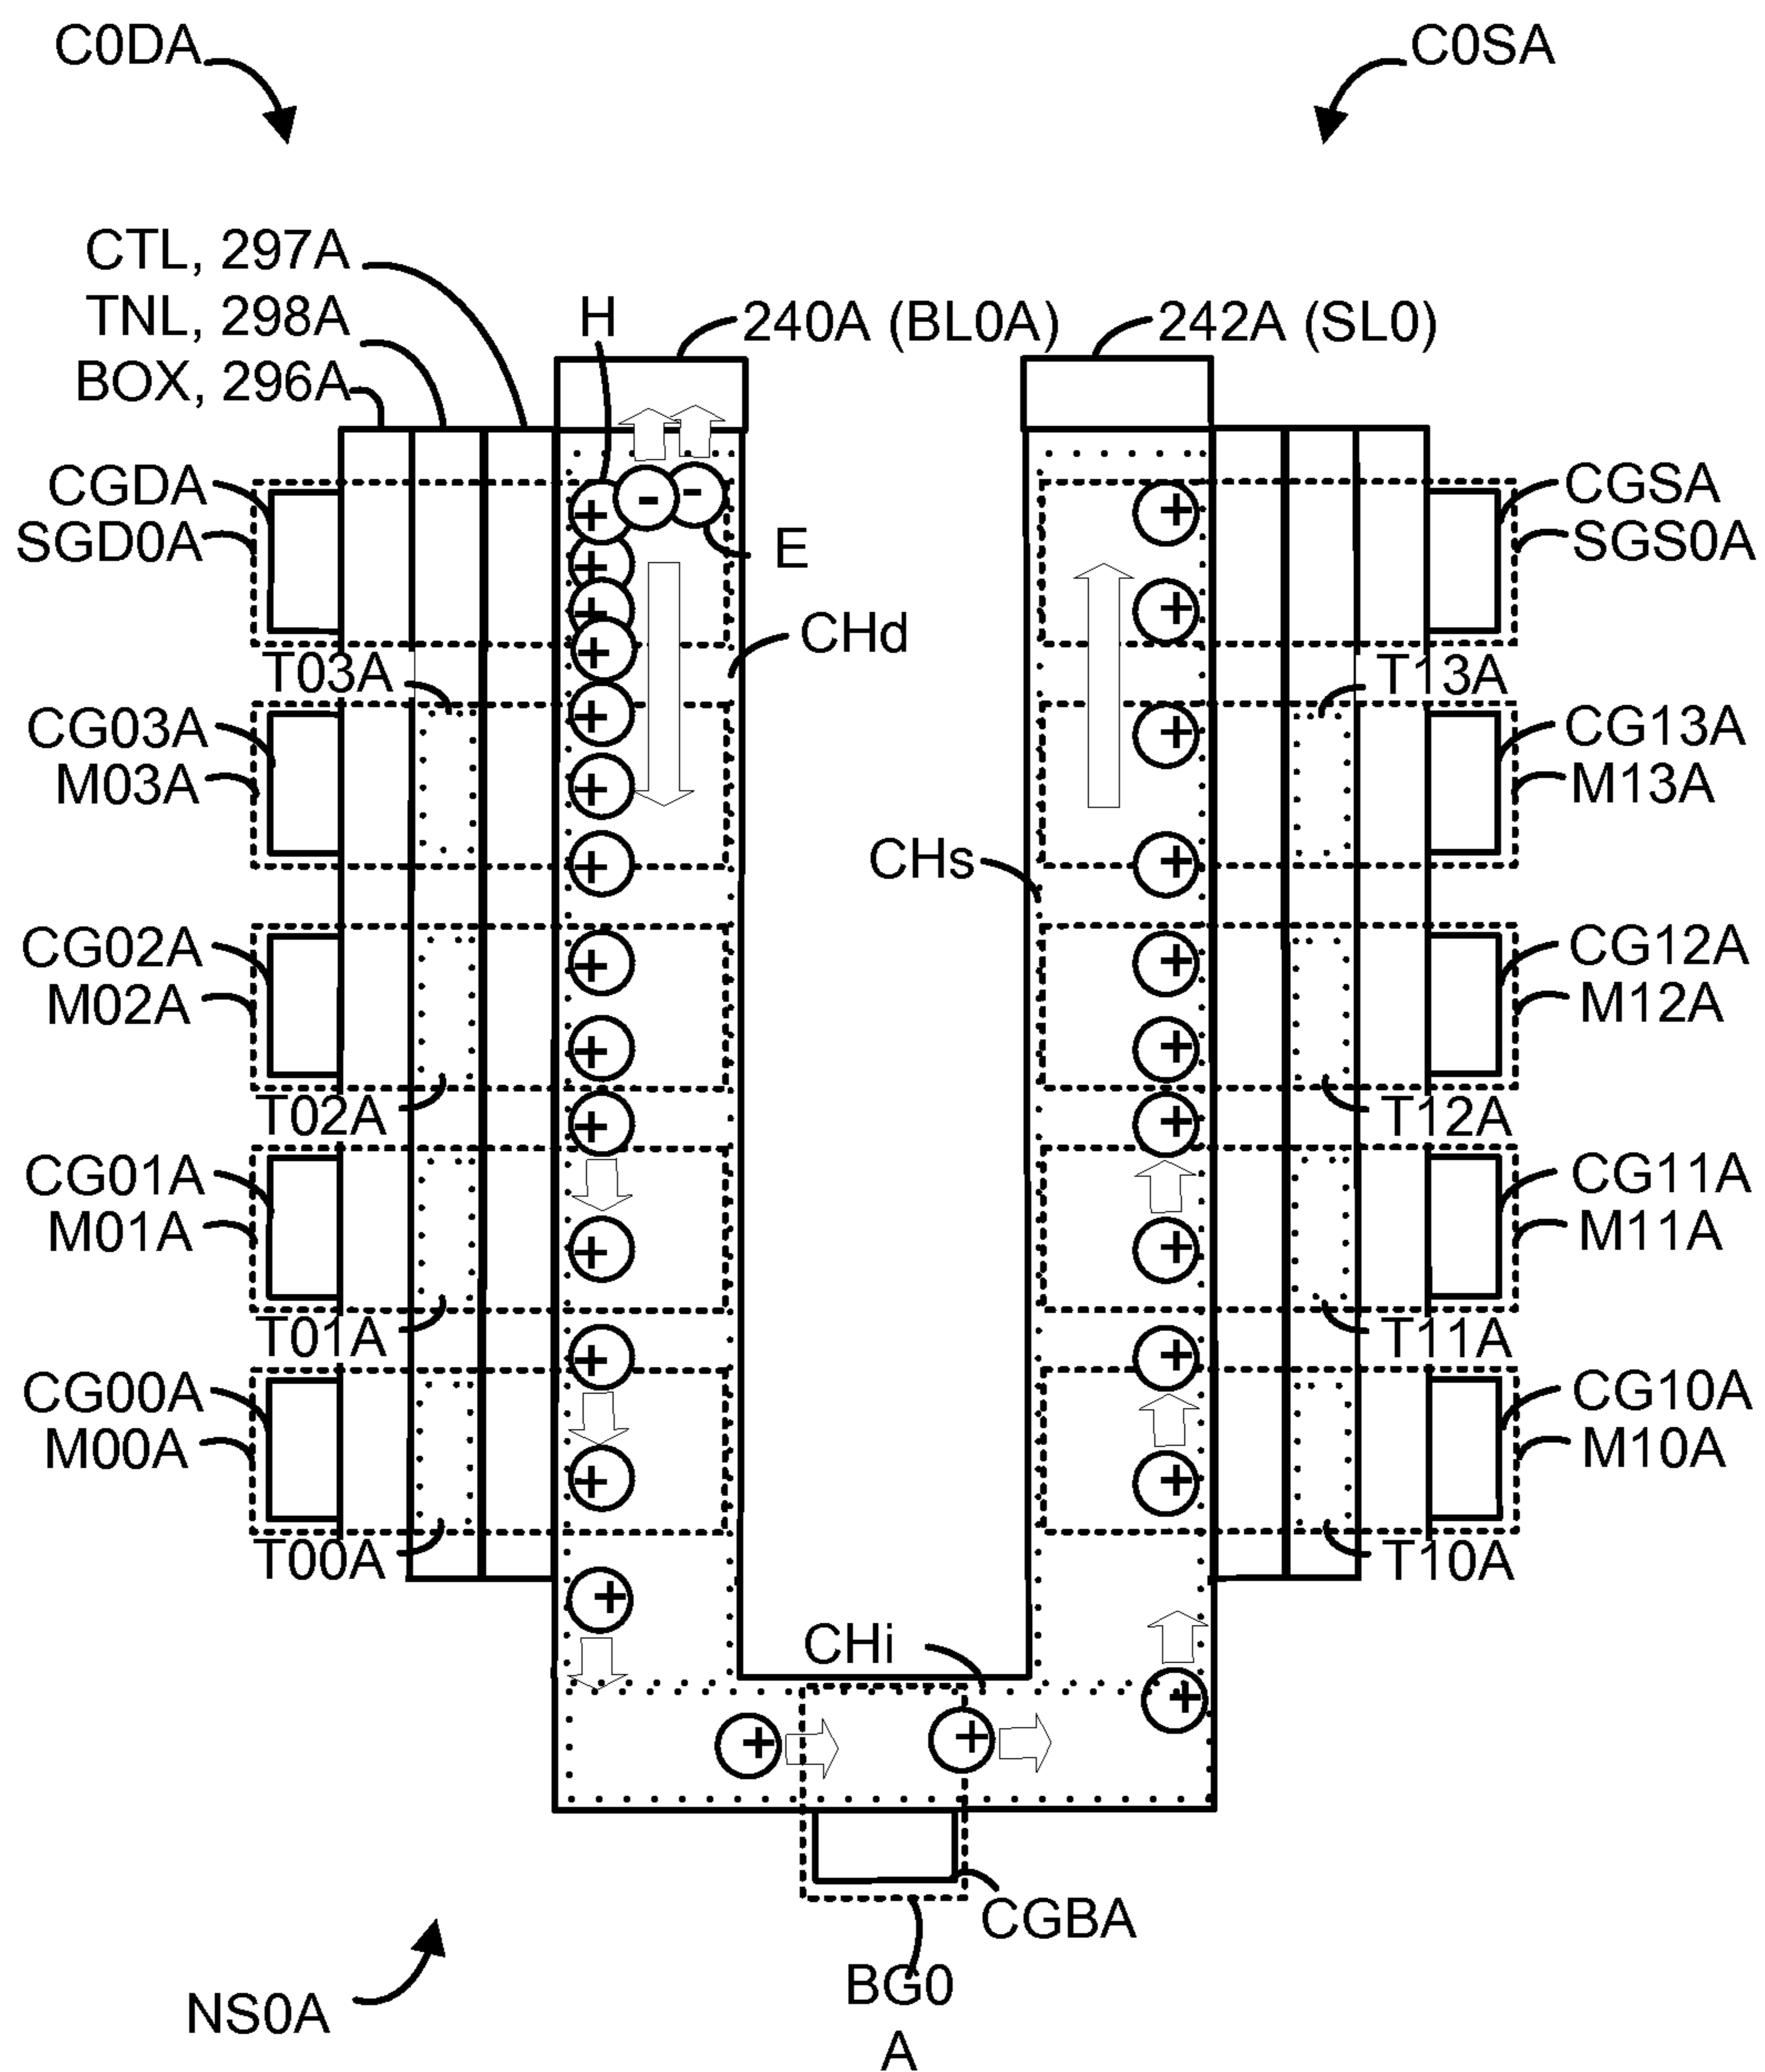 C0DA
C0SA
CTL, 297A
TNL, 298A
BOX, 296A
H
240A (BL0A)
242A (SL0)
CGDA
SGD0A
+
-
-
+
CGSA
SGS0A
E
+
+
+
CHd
+
T03A
T13A
CG03A
M03A
+
+
CG13A
M13A
+
CHs
+
+
CG02A
M02A
+
+
CG12A
M12A
+
+
T02A
+
+
T12A
CG01A
M01A
+
+
CG11A
M11A
T01A
+
+
T11A
CG00A
M00A
+
+
CG10A
M10A
T00A
T10A
+
CHi
+
+
+
CGBA
BG0
A
NS0A